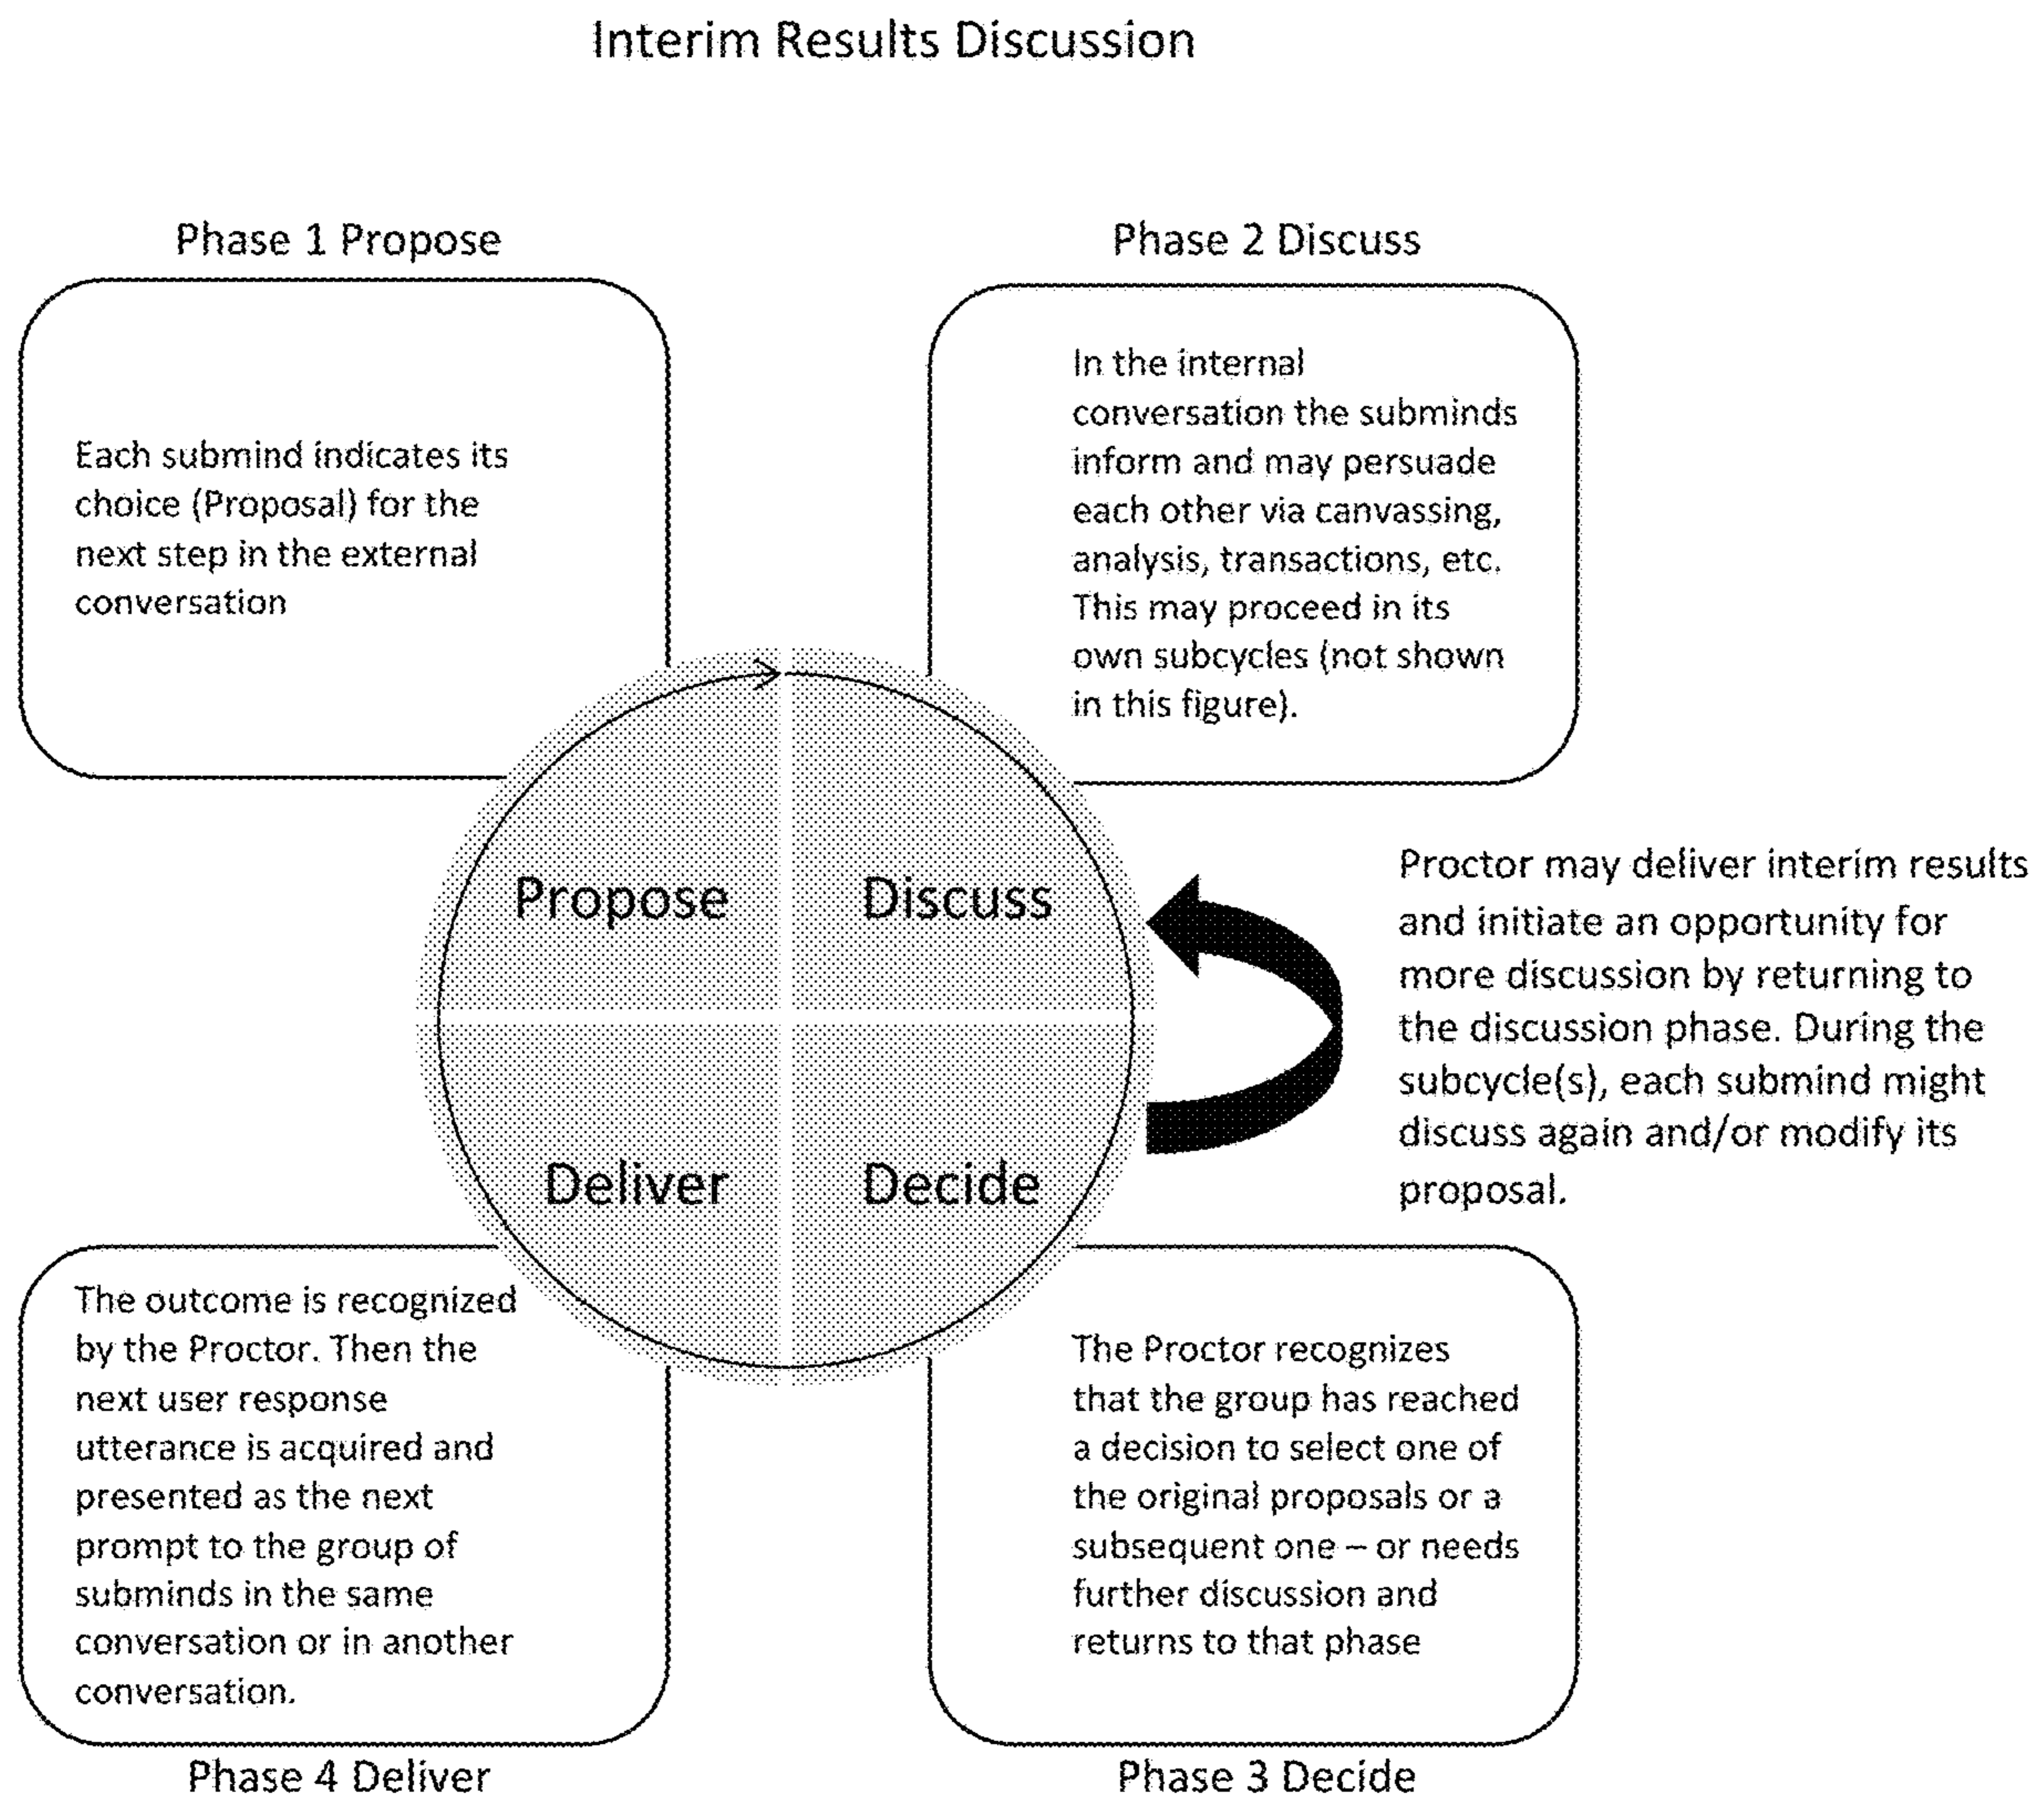 Interim Results Discussion
Phase 1 Propose
Each submind indicates its
choice (Proposal) for the
next step in the external
conversation
Phase 2 Discuss
In the internal
conversation the subminds
inform and may persuade
each other via canvassing,
analysis, transactions, etc.
This may proceed in its
own subcycles (not shown
in this figure).
Propose
Discuss
Deliver
Decide
Proctor may deliver interim results
and initiate an opportunity for
more discussion by returning to
the discussion phase. During the
subcycle(s), each submind might
discuss again and/or modify its
proposal.
The outcome is recognized
by the Proctor. Then the
next user response
utterance is acquired and
presented as the next
prompt to the group of
subminds in the same
conversation or in another
conversation.
Phase 4 Deliver
The Proctor recognizes
that the group has reached
a decision to select one of
the original proposals or a
subsequent one – or needs
further discussion and
returns to that phase
Phase 3 Decide